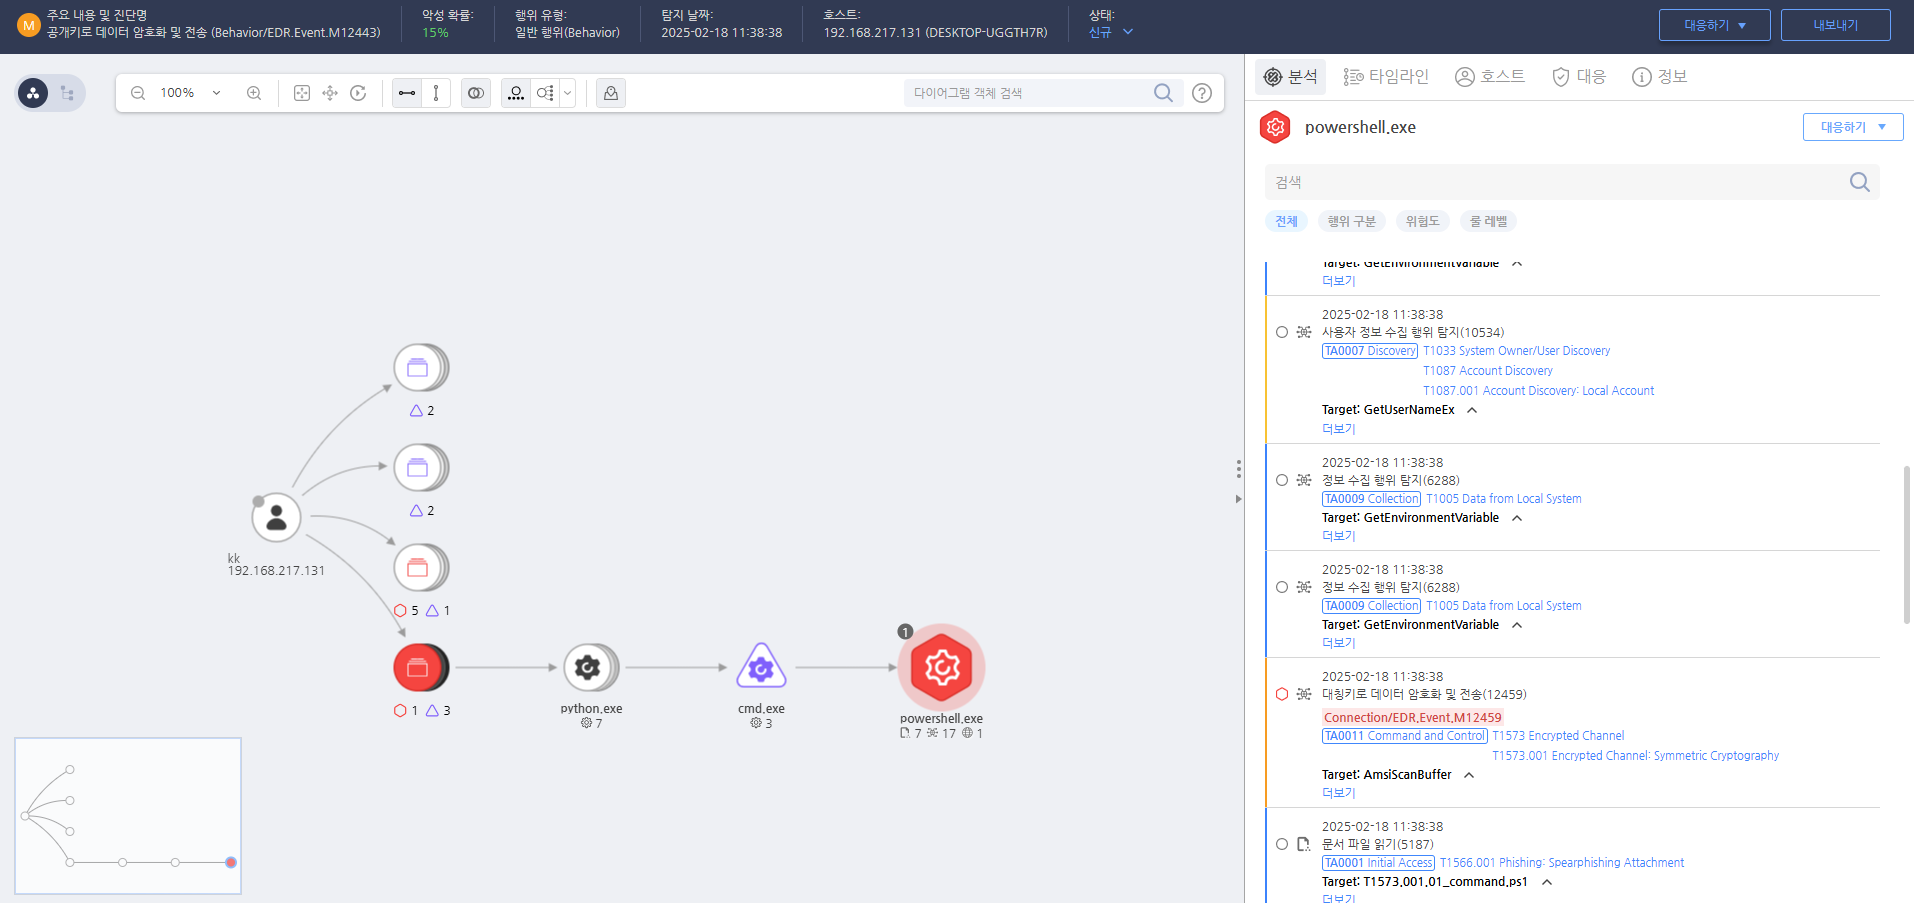 M
주요 내용 및 진단명
공개키로 데이터 암호화 및 전송 (Behavior/EDR.Event.M12443)
악성 확률:
15%
행위 유형:
일반 행위(Behavior)
탐지 날짜:
2025-02-18 11:38:38
호스트:
192.168.217.131 (DESKTOP-UGGTH7R)
상태:
신규
대응하기
내보내기
100%
다이어그램 객체 검색
?
2
2
kk
192.168.217.131
5 1
1 3
python.exe
7
cmd.exe
3
1
powershell.exe
7 17 1
분석
타임라인
호스트
대응
정보
powershell.exe
대응하기
검색
전체
행위 구분
위험도
룰 레벨
Target: GetEnvironmentVariable
더보기
2025-02-18 11:38:38
사용자 정보 수집 행위 탐지(10534)
TA0007 Discovery T1033 System Owner/User Discovery
T1087 Account Discovery
T1087.001 Account Discovery: Local Account
Target: GetUserNameEx
더보기
2025-02-18 11:38:38
정보 수집 행위 탐지(6288)
TA0009 Collection T1005 Data from Local System
Target: GetEnvironmentVariable
더보기
2025-02-18 11:38:38
정보 수집 행위 탐지(6288)
TA0009 Collection T1005 Data from Local System
Target: GetEnvironmentVariable
더보기
2025-02-18 11:38:38
대칭키로 데이터 암호화 및 전송(12459)
Connection/EDR.Event.M12459
TA0011 Command and Control T1573 Encrypted Channel
T1573.001 Encrypted Channel: Symmetric Cryptography
Target: AmsiScanBuffer
더보기
2025-02-18 11:38:38
문서 파일 읽기(5187)
TA0001 Initial Access T1566.001 Phishing: Spearphishing Attachment
Target: T1573.001.01_command.ps1
더보기